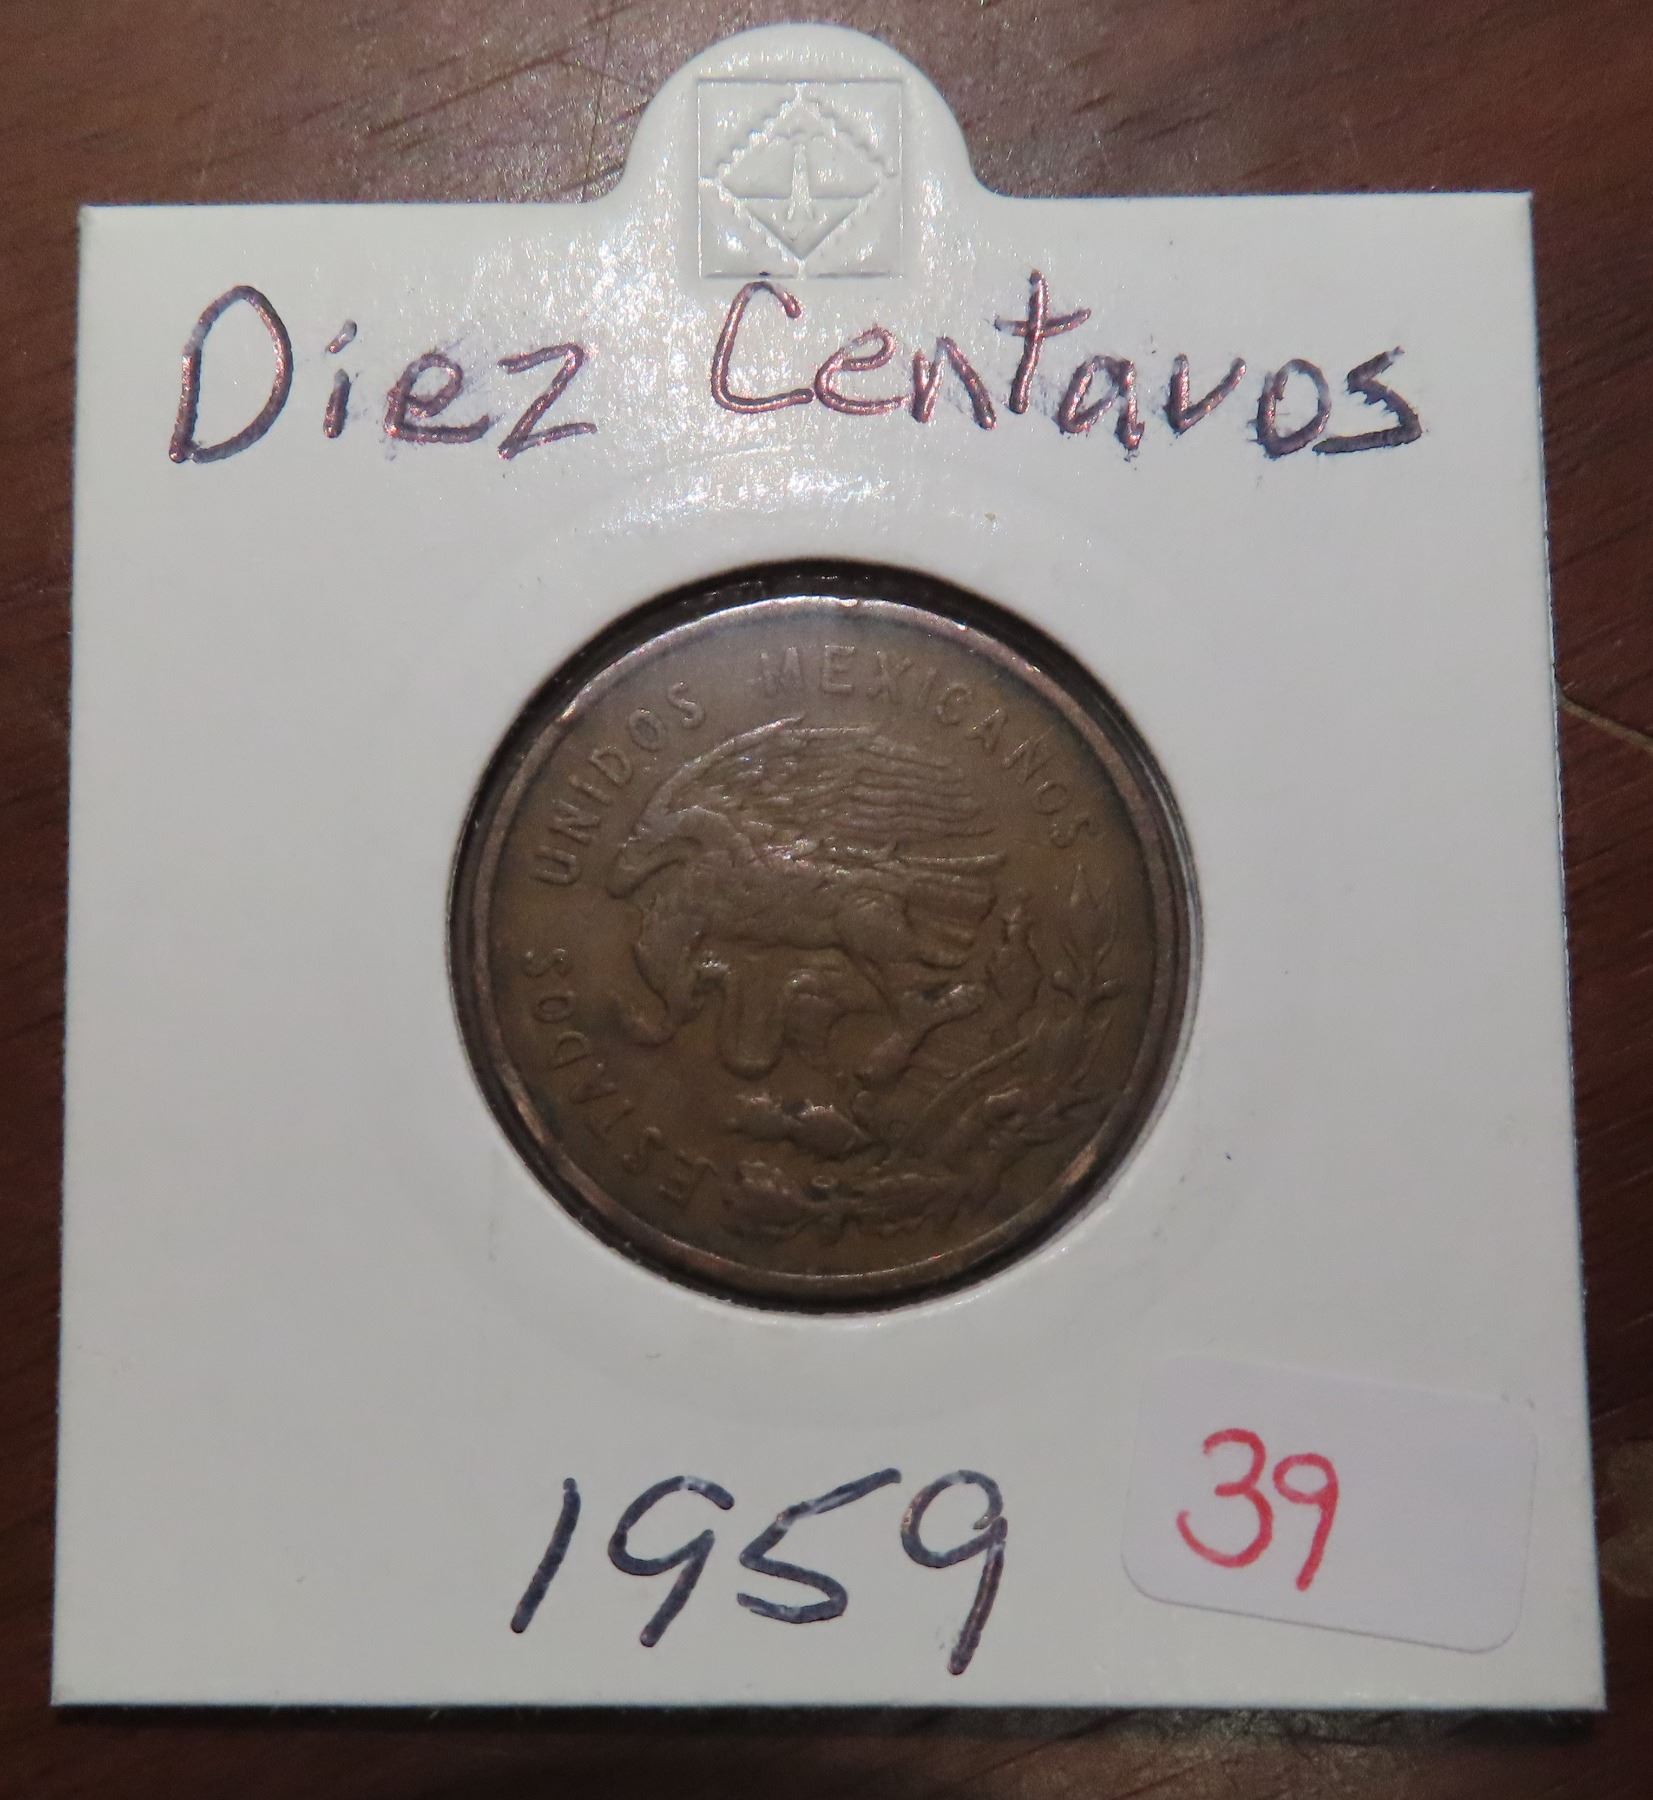 Diez Centavos
ESTADOS UNIDOS MEXICANOS
1959
39